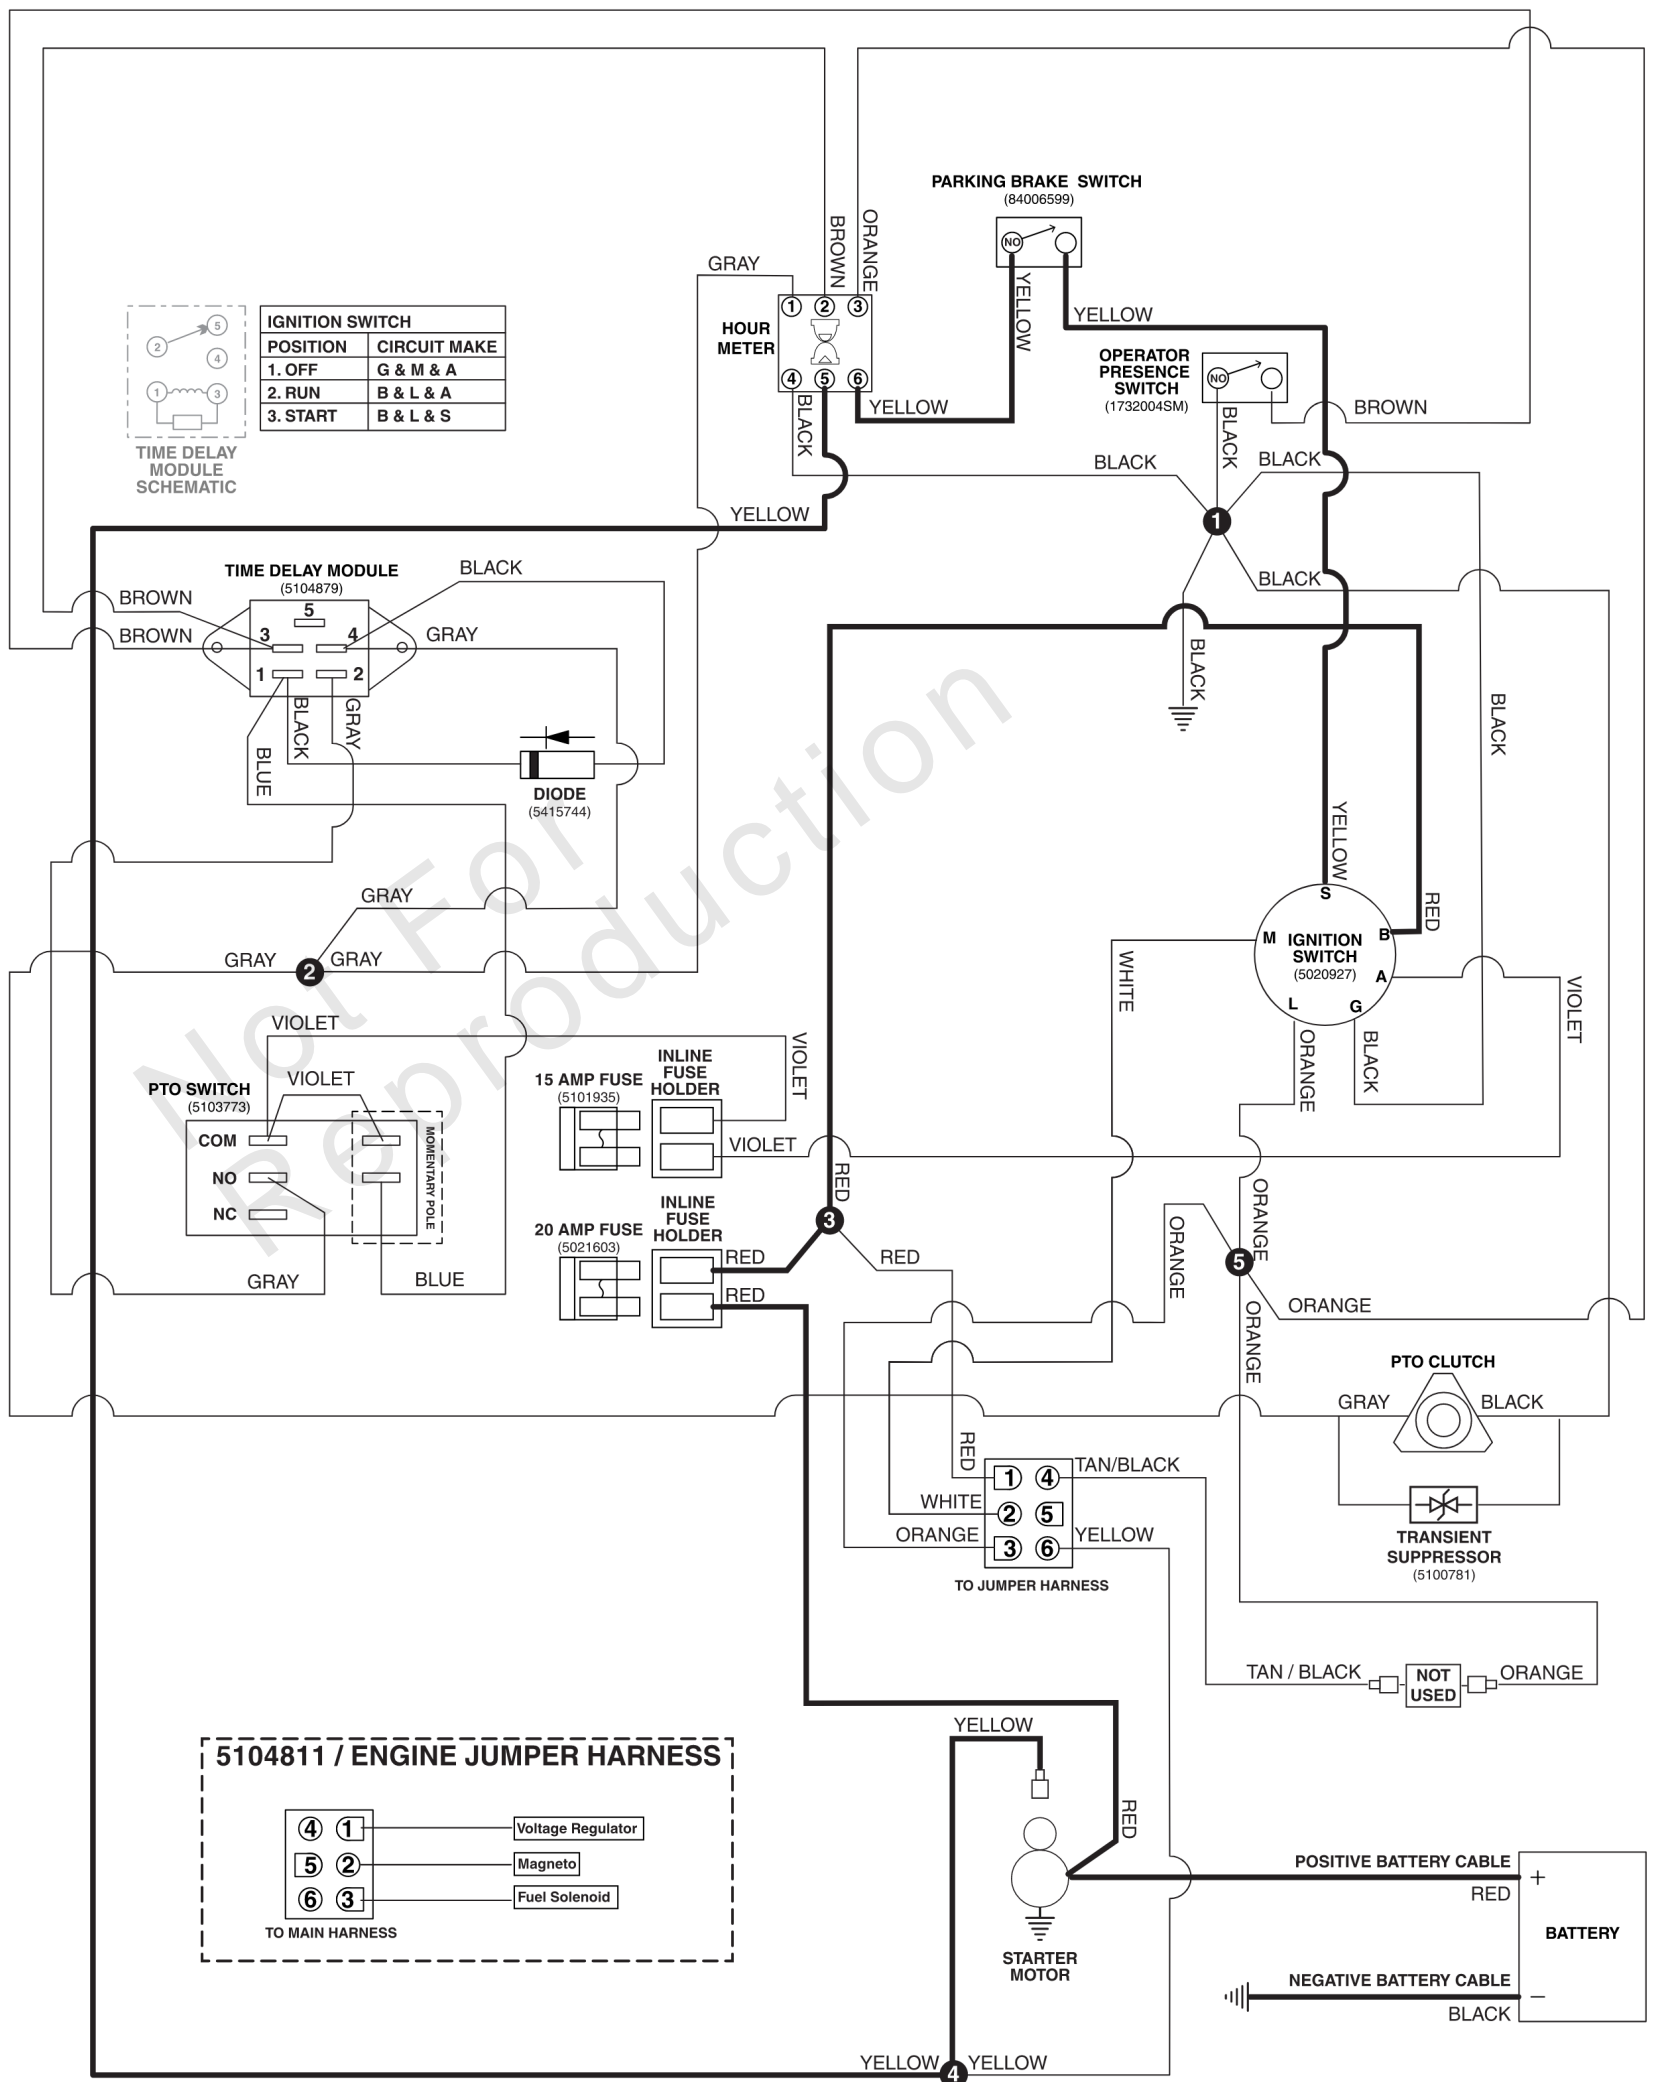 PARKING BRAKE SWITCH
(84006599)
NO
YELLOW
YELLOW
BROWN
ORANGE
GRAY
HOUR
METER
1 2 3
4 5 6
BLACK
YELLOW
OPERATOR
PRESENCE
SWITCH
(1732004SM)
NO
BLACK
BROWN
BLACK
BLACK
1
BLACK
BLACK
BLACK
YELLOW
5
2
4
1
3
TIME DELAY
MODULE
SCHEMATIC
IGNITION SWITCH
POSITION CIRCUIT MAKE
1. OFF G & M & A
2. RUN B & L & A
3. START B & L & S
TIME DELAY MODULE
(5104879)
5
3 4
1 2
BROWN
BROWN
BLACK
GRAY
BLUE
BLACK
GRAY
DIODE
(5415744)
GRAY
GRAY
2
GRAY
Not For
Reproduction
YELLOW
RED
S
M
B
A
L
G
IGNITION
SWITCH
(5020927)
WHITE
VIOLET
ORANGE
BLACK
VIOLET
VIOLET
VIOLET
PTO SWITCH
(5103773)
COM
NO
NC
MOMENTARY POLE
GRAY
BLUE
15 AMP FUSE
(5101935)
INLINE
FUSE
HOLDER
VIOLET
20 AMP FUSE
(5021603)
INLINE
FUSE
HOLDER
RED
RED
RED
3
RED
ORANGE
ORANGE
5
ORANGE
ORANGE
PTO CLUTCH
GRAY
BLACK
TRANSIENT
SUPPRESSOR
(5100781)
RED
WHITE
ORANGE
1 4
2 5
3 6
TAN/BLACK
YELLOW
TO JUMPER HARNESS
TAN / BLACK
NOT
USED
ORANGE
5104811 / ENGINE JUMPER HARNESS
4 1
5 2
6 3
Voltage Regulator
Magneto
Fuel Solenoid
TO MAIN HARNESS
YELLOW
RED
STARTER
MOTOR
POSITIVE BATTERY CABLE
RED
+
BATTERY
NEGATIVE BATTERY CABLE
BLACK
−
YELLOW
4
YELLOW